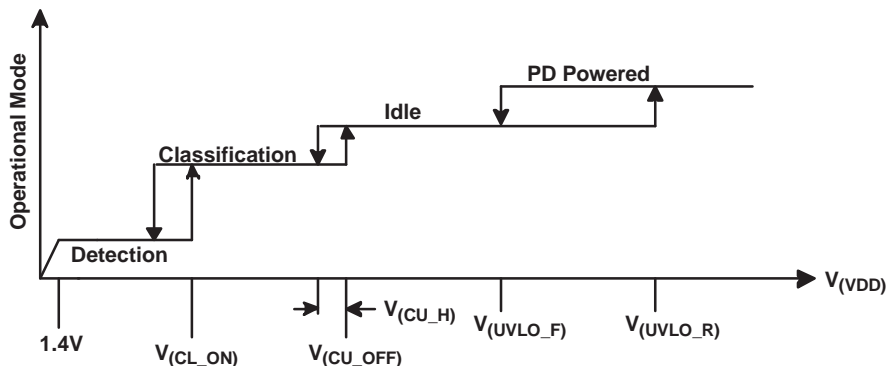 Operational Mode
PD Powered
Idle
Classification
Detection
V(VDD)
1.4V
V(CL_ON)
V(CU_H)
V(CU_OFF)
V(UVLO_F)
V(UVLO_R)